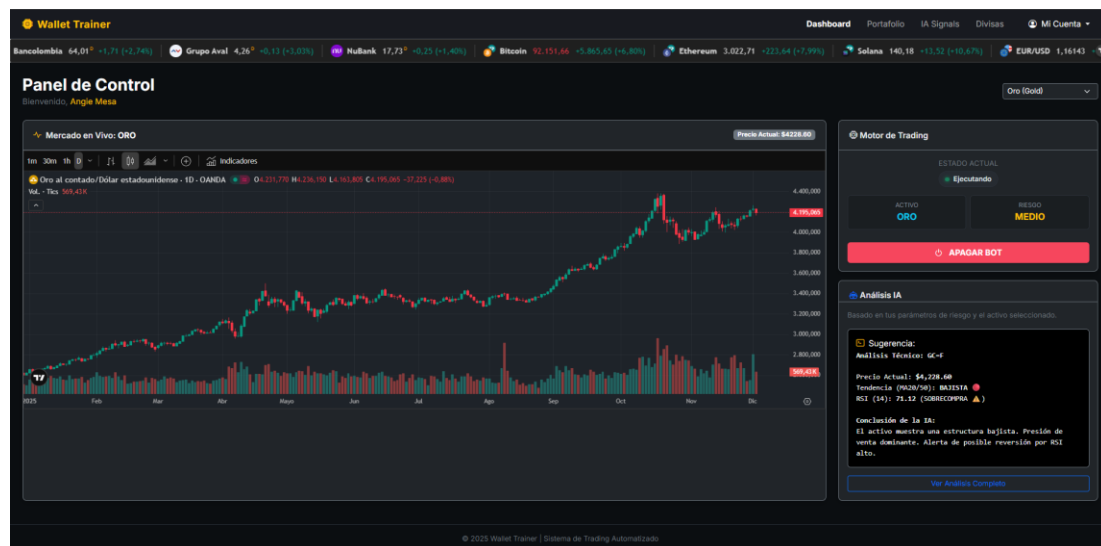 Wallet Trainer
Dashboard Portafolio IA Signals Divisas Mi Cuenta
Bancolombia 64,01 +1,71 (+2,74%) Grupo Aval 4,26 +0,13 (+3,03%) NuBank 17,73 +0,25 (+1,40%) Bitcoin 92.151,66 +5.865,65 (+6,80%) Ethereum 3.022,71 +223,64 (+7,99%) Solana 140,18 +13,52 (+10,67%) EUR/USD 1,16143
Panel de Control
Bienvenido, Angie Mesa
Oro (Gold)
Mercado en Vivo: ORO
Precio Actual: $4228.60
1m 30m 1h D Indicadores
Oro al contado/Dólar estadounidense · 1D · OANDA O4.231,770 H4.236,150 L4.163,805 C4.195,065 −37,225 (−0,88%)
Vol. · Tics 569,43K
4.400,000
4.195,065
4.000,000
3.800,000
3.600,000
3.400,000
3.200,000
3.000,000
2.800,000
569,43K
2025 Feb Mar Abr Mayo Jun Jul Ago Sep Oct Nov Dic
Motor de Trading
ESTADO ACTUAL
Ejecutando
ACTIVO
ORO
RIESGO
MEDIO
APAGAR BOT
Análisis IA
Basado en tus parámetros de riesgo y el activo seleccionado.
Sugerencia:
Análisis Técnico: GC=F
Precio Actual: $4,228.60
Tendencia (MA20/50): BAJISTA
RSI (14): 71.12 (SOBRECOMPRA ⚠)
Conclusión de la IA:
El activo muestra una estructura bajista. Presión de
venta dominante. Alerta de posible reversión por RSI
alto.
Ver Análisis Completo
© 2025 Wallet Trainer | Sistema de Trading Automatizado